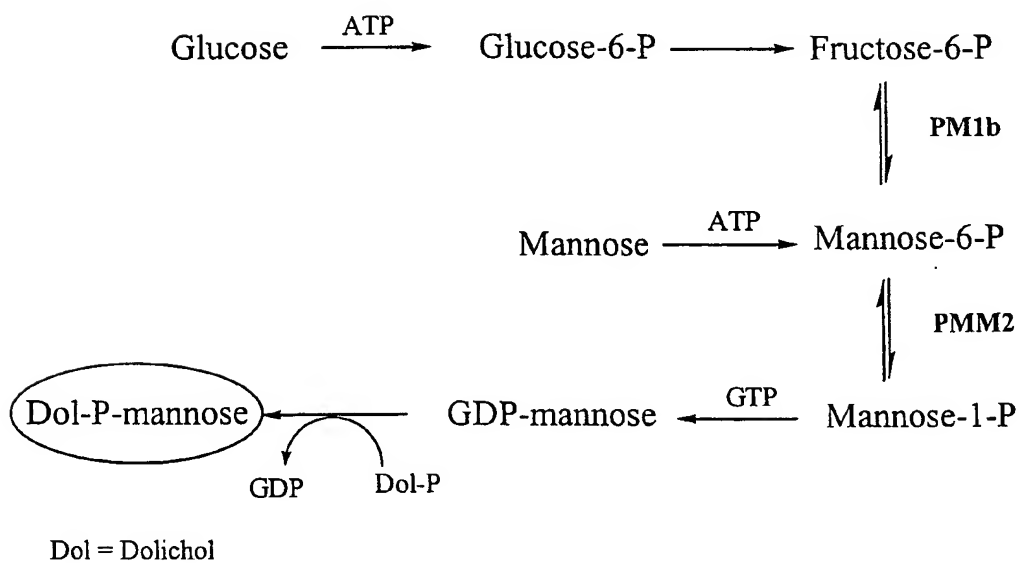 ATP
Glucose Glucose-6-P Fructose-6-P
PM1b
ATP
Mannose Mannose-6-P
PMM2
GTP
Dol-P-mannose GDP-mannose Mannose-1-P
GDP Dol-P
Dol = Dolichol